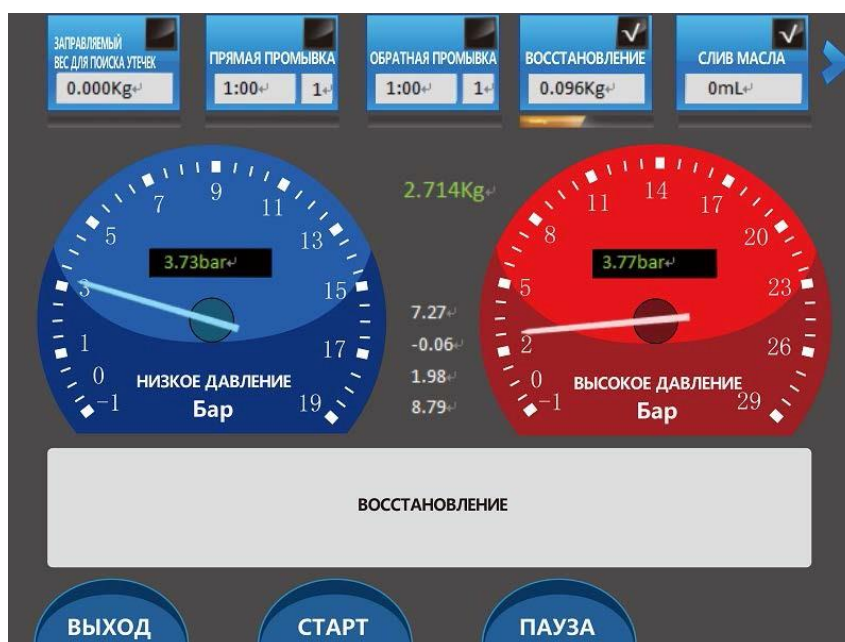 ЗАПРАВЛЯЕМЫЙ
ВЕС ДЛЯ ПОИСКА УТЕЧЕК
0.000Kg↵
ПРЯМАЯ ПРОМЫВКА
1:00↵ 1↵
ОБРАТНАЯ ПРОМЫВКА
1:00↵ 1↵
ВОССТАНОВЛЕНИЕ
0.096Kg↵
СЛИВ МАСЛА
0mL↵
-1 0 1 3 5 7 9 11 13 15 17 19
3.73bar↵
НИЗКОЕ ДАВЛЕНИЕ
Бар
2.714Kg↵
7.27↵
-0.06↵
1.98↵
8.79↵
-1 0 2 5 8 11 14 17 20 23 26 29
3.77bar↵
ВЫСОКОЕ ДАВЛЕНИЕ
Бар
ВОССТАНОВЛЕНИЕ
ВЫХОД
СТАРТ
ПАУЗА